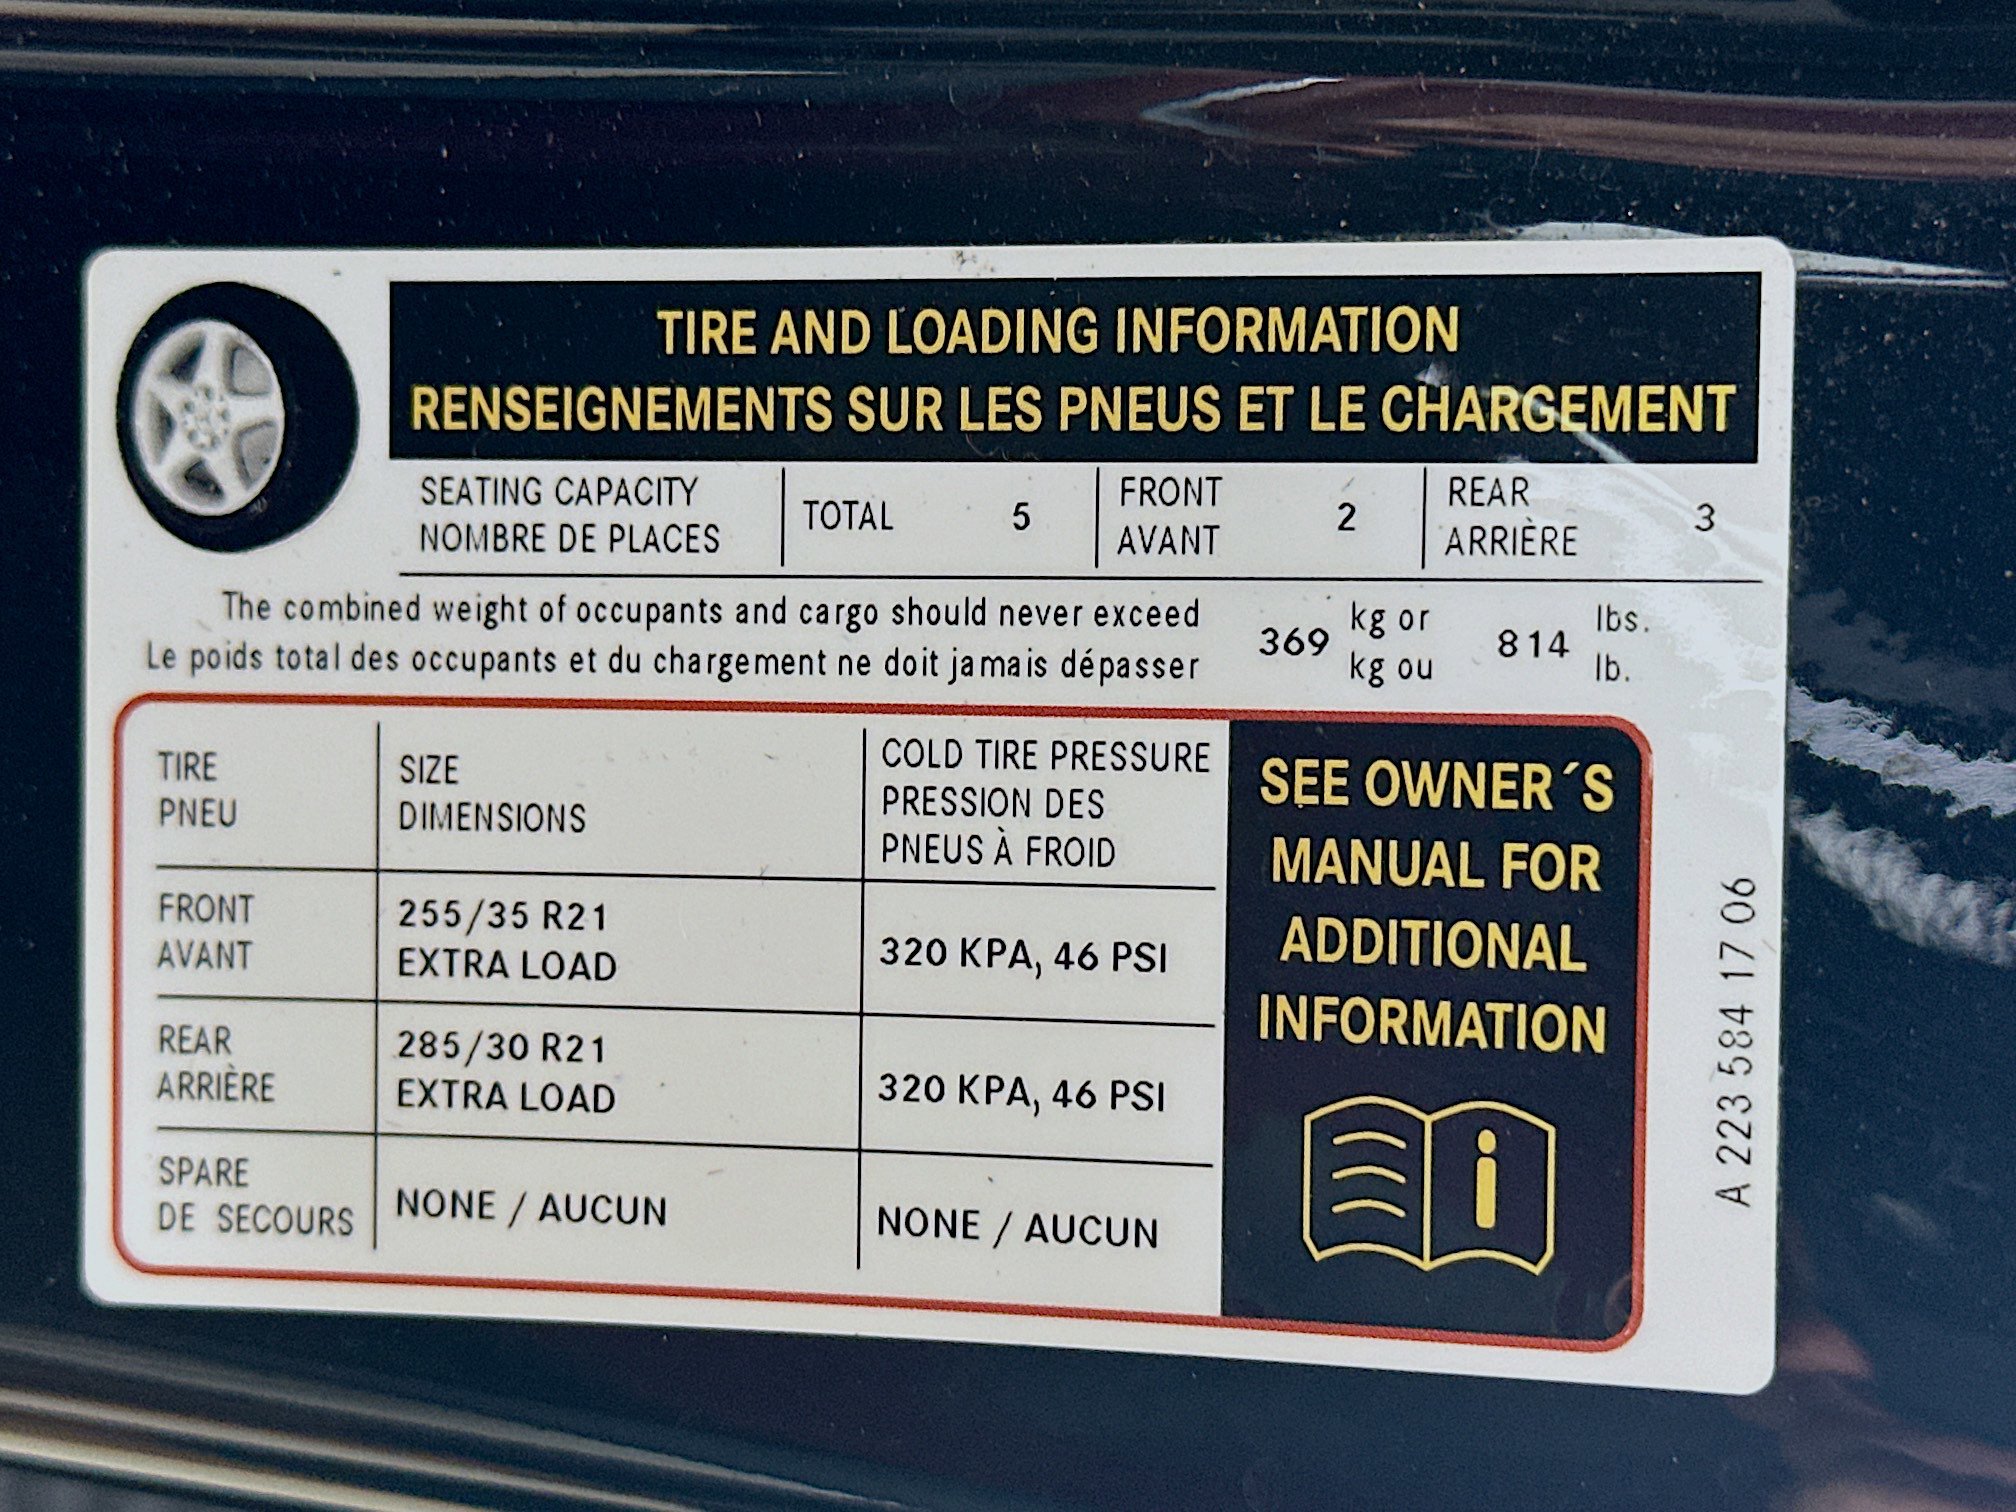 TIRE AND LOADING INFORMATION
RENSEIGNEMENTS SUR LES PNEUS ET LE CHARGEMENT
SEATING CAPACITY
NOMBRE DE PLACES
TOTAL 5
FRONT
AVANT
2
REAR
ARRIÈRE
3
The combined weight of occupants and cargo should never exceed
Le poids total des occupants et du chargement ne doit jamais dépasser
369
kg or
kg ou
814
lbs.
lb.
TIRE
PNEU
SIZE
DIMENSIONS
COLD TIRE PRESSURE
PRESSION DES
PNEUS À FROID
FRONT
AVANT
255/35 R21
EXTRA LOAD
320 KPA, 46 PSI
REAR
ARRIÈRE
285/30 R21
EXTRA LOAD
320 KPA, 46 PSI
SPARE
DE SECOURS
NONE / AUCUN
NONE / AUCUN
SEE OWNER´S
MANUAL FOR
ADDITIONAL
INFORMATION
i
A 223 584 17 06